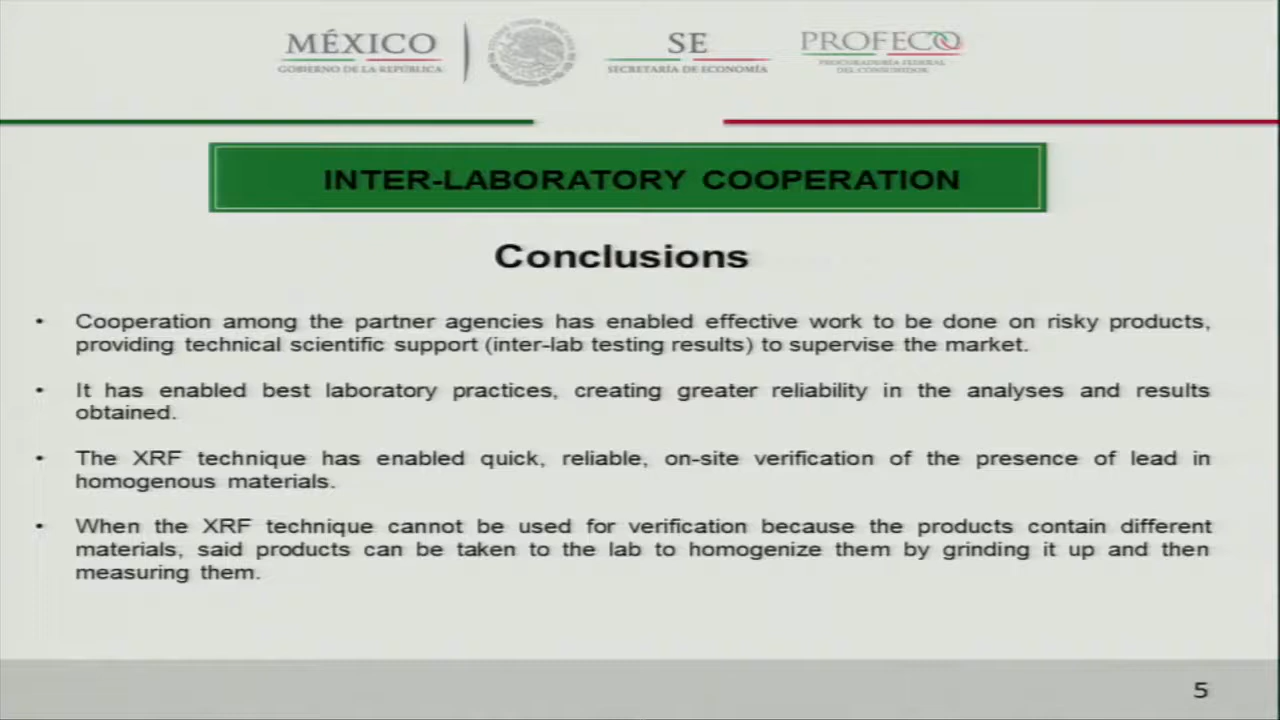 MÉXICO
GOBIERNO DE LA REPÚBLICA
SE
SECRETARÍA DE ECONOMÍA
PROFECO
PROCURADURÍA FEDERAL
DEL CONSUMIDOR
INTER-LABORATORY COOPERATION
Conclusions
• Cooperation among the partner agencies has enabled effective work to be done on risky products,
providing technical scientific support (inter-lab testing results) to supervise the market.
• It has enabled best laboratory practices, creating greater reliability in the analyses and results
obtained.
• The XRF technique has enabled quick, reliable, on-site verification of the presence of lead in
homogenous materials.
• When the XRF technique cannot be used for verification because the products contain different
materials, said products can be taken to the lab to homogenize them by grinding it up and then
measuring them.
5